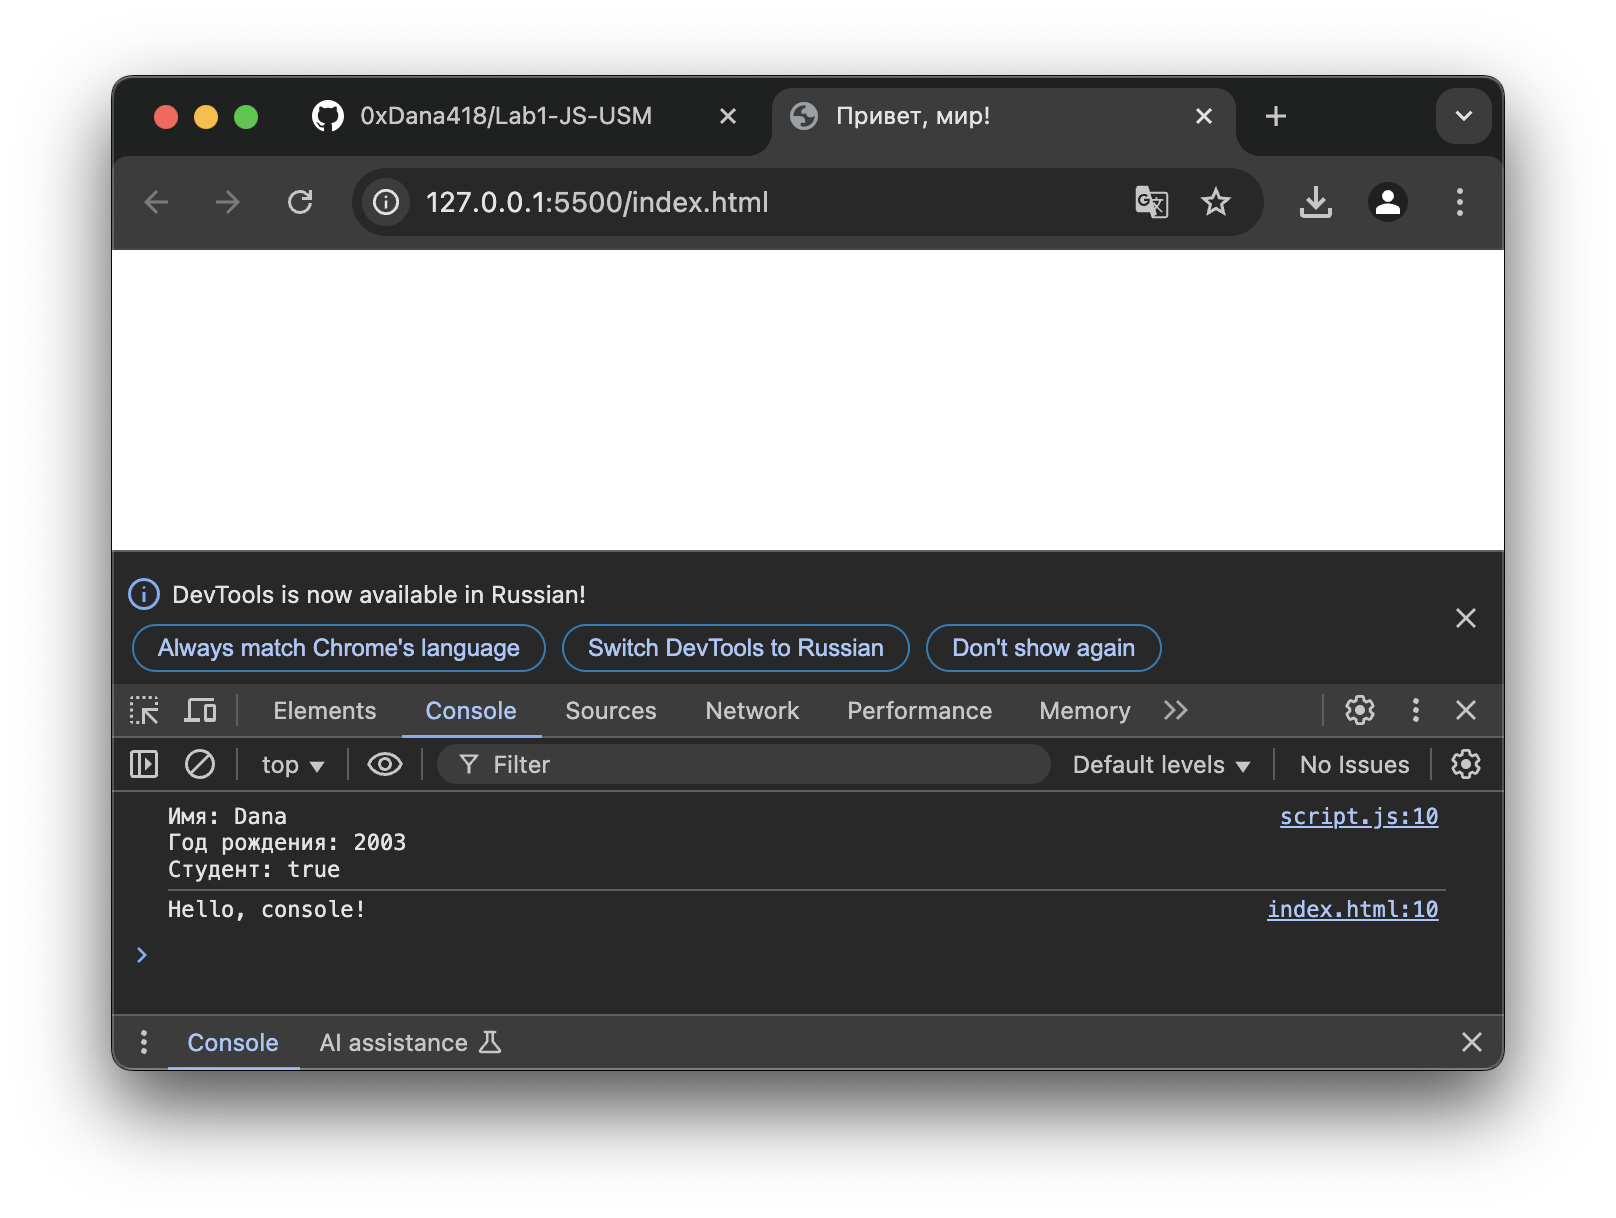 0xDana418/Lab1-JS-USM
Привет, мир!
127.0.0.1:5500/index.html
DevTools is now available in Russian!
Always match Chrome's language
Switch DevTools to Russian
Don't show again
Elements
Console
Sources
Network
Performance
Memory
top
Filter
Default levels
No Issues
Имя: Dana
script.js:10
Год рождения: 2003
Студент: true
Hello, console!
index.html:10
Console
AI assistance